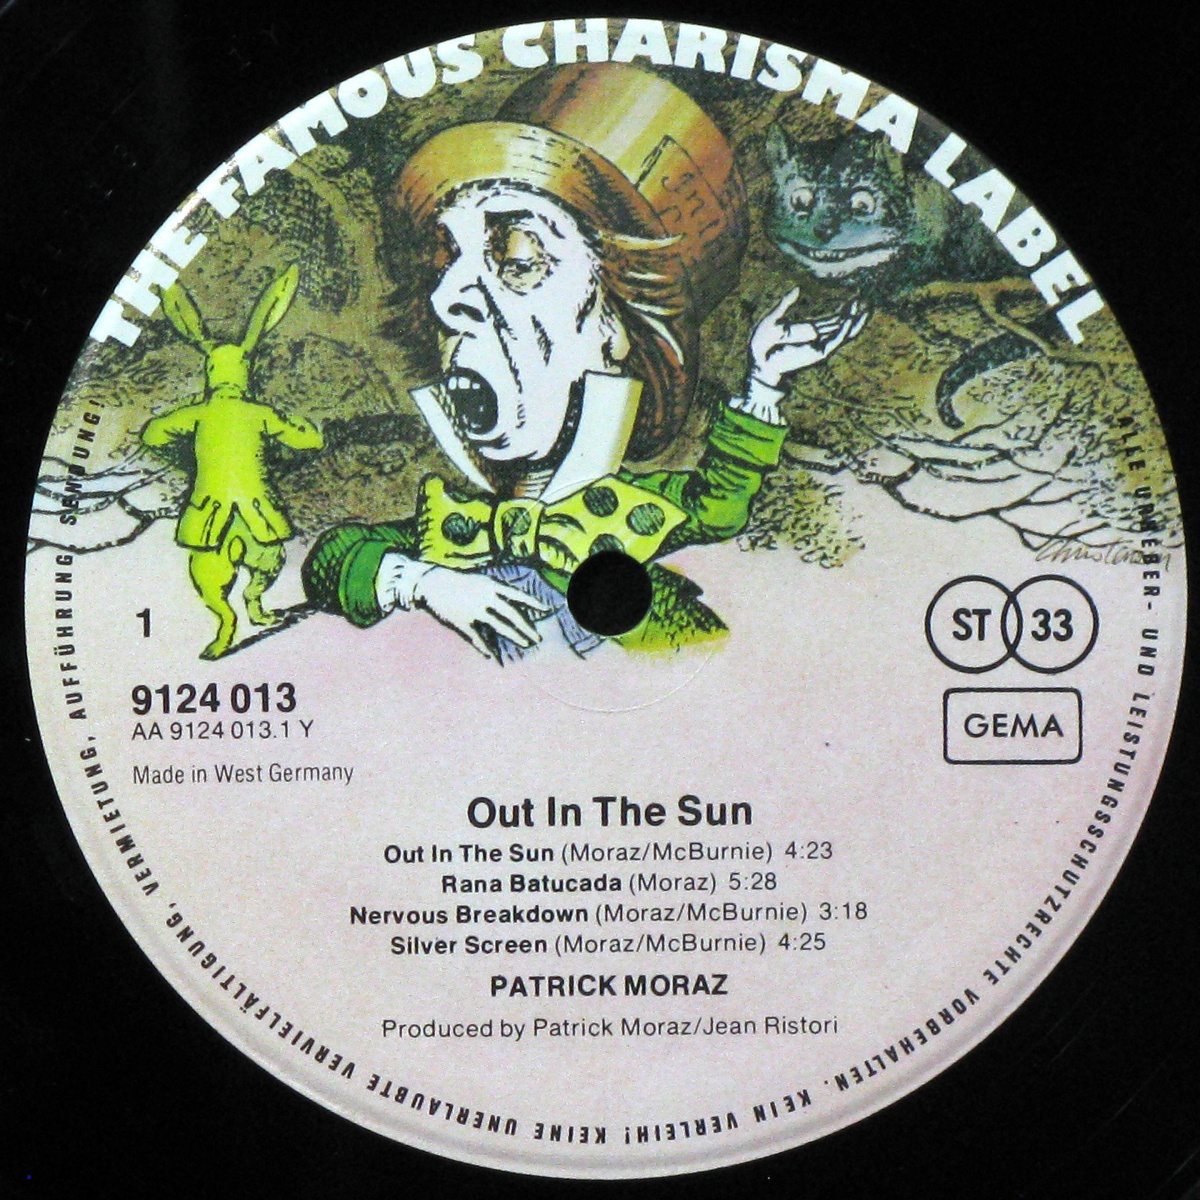 THE FAMOUS CHARISMA LABEL
1
ST 33
9124 013
AA 9124 013.1 Y
GEMA
Made in West Germany
Out In The Sun
Out In The Sun (Moraz/McBurnie) 4:23
Rana Batucada (Moraz) 5:28
Nervous Breakdown (Moraz/McBurnie) 3:18
Silver Screen (Moraz/McBurnie) 4:25
PATRICK MORAZ
Produced by Patrick Moraz/Jean Ristori
ALLE URHEBER- UND LEISTUNGSSCHUTZRECHTE VORBEHALTEN. KEIN VERLEIH! KEINE UNERLAUBTE VERVIELFÄLTIGUNG, VERMIETUNG, AUFFÜHRUNG, SENDUNG!